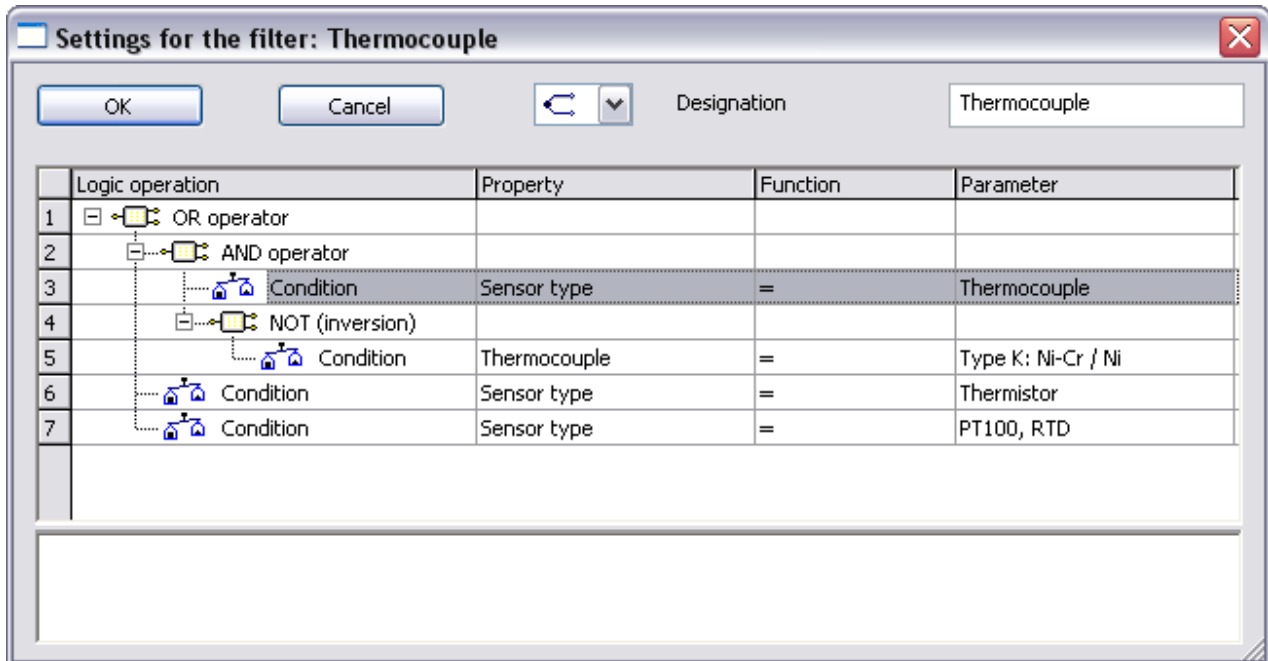 Settings for the filter: Thermocouple
OK Cancel Designation Thermocouple
Logic operation Property Function Parameter
1 OR operator
2 AND operator
3 Condition Sensor type = Thermocouple
4 NOT (inversion)
5 Condition Thermocouple = Type K: Ni-Cr / Ni
6 Condition Sensor type = Thermistor
7 Condition Sensor type = PT100, RTD